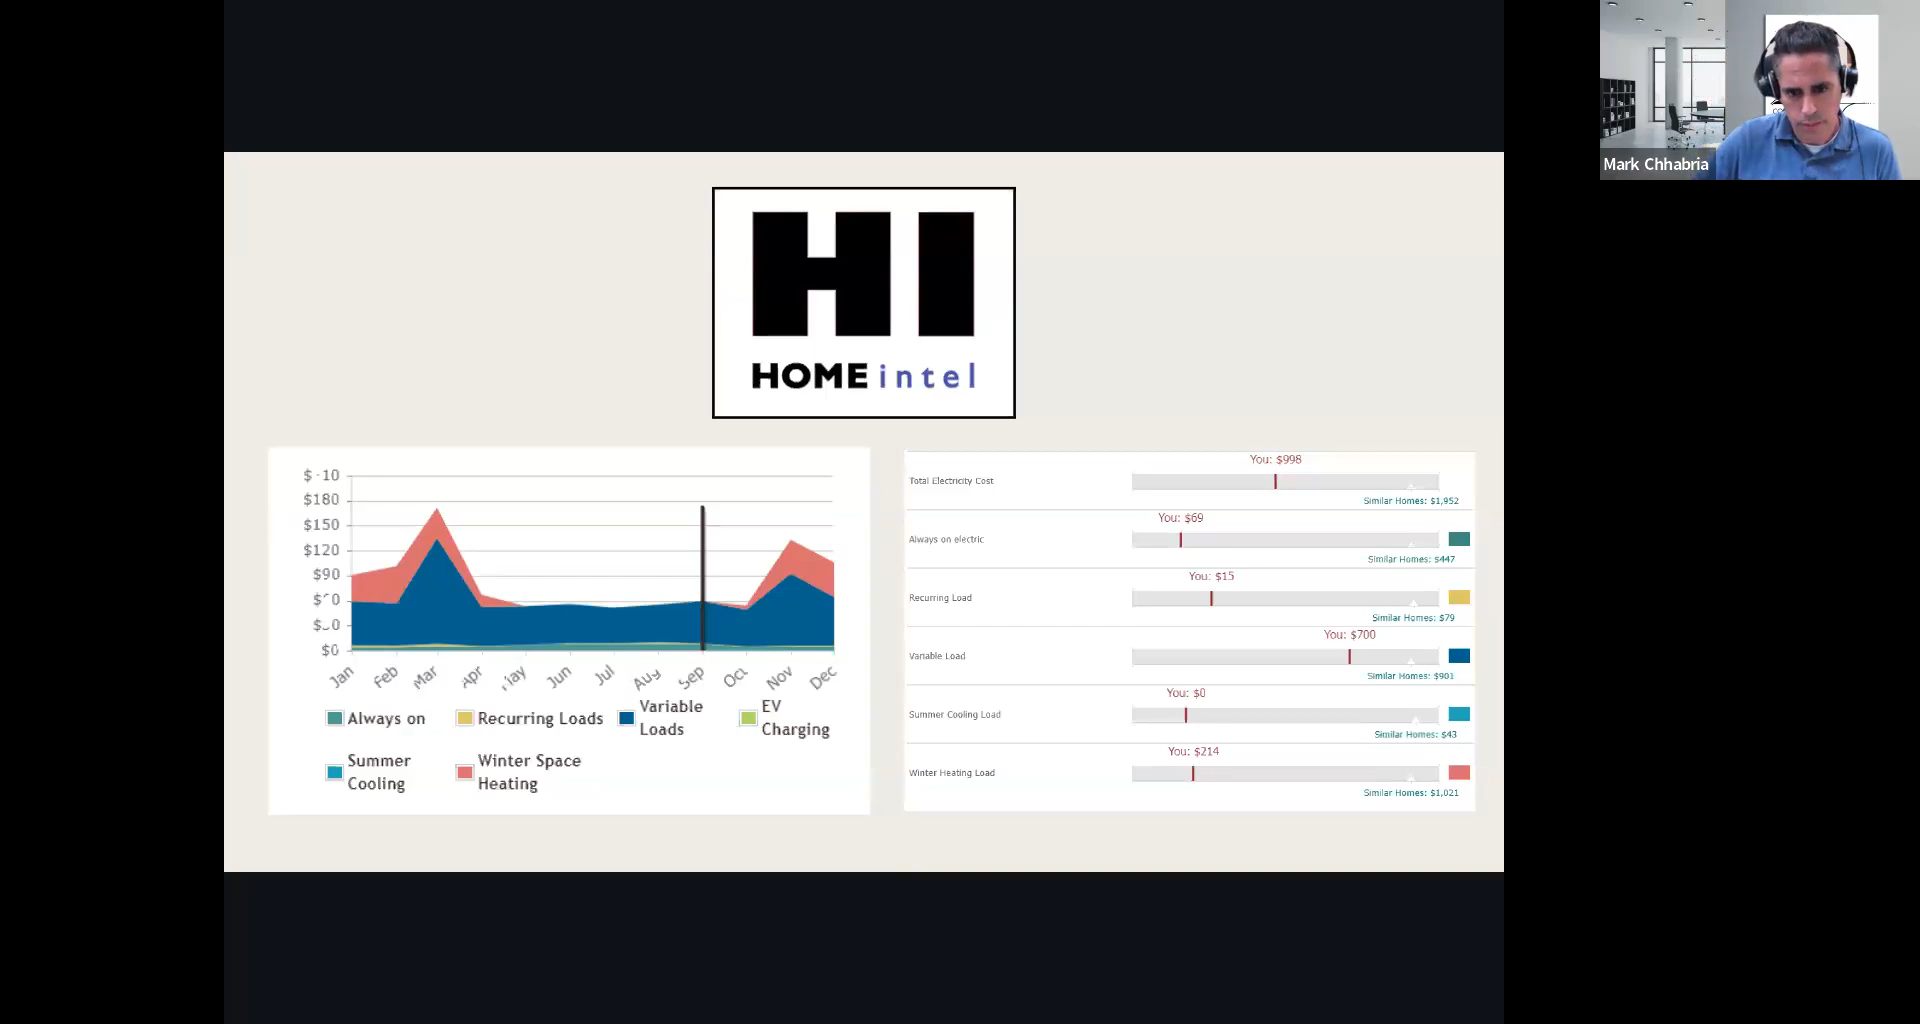 Mark Chhabria
HI
HOME intel
$180
$150
$120
$90
$0
Jan Feb Mar Apr Jun Jul Aug Sep Oct Nov Dec
Always on
Recurring Loads
Variable
Loads
EV
Charging
Summer
Cooling
Winter Space
Heating
You: $998
Total Electricity Cost
Similar Homes: $1,952
You: $69
Always on electric
Similar Homes: $447
You: $15
Recurring Load
Similar Homes: $79
You: $700
Variable Load
Similar Homes: $901
You: $0
Summer Cooling Load
Similar Homes: $43
You: $214
Winter Heating Load
Similar Homes: $1,021